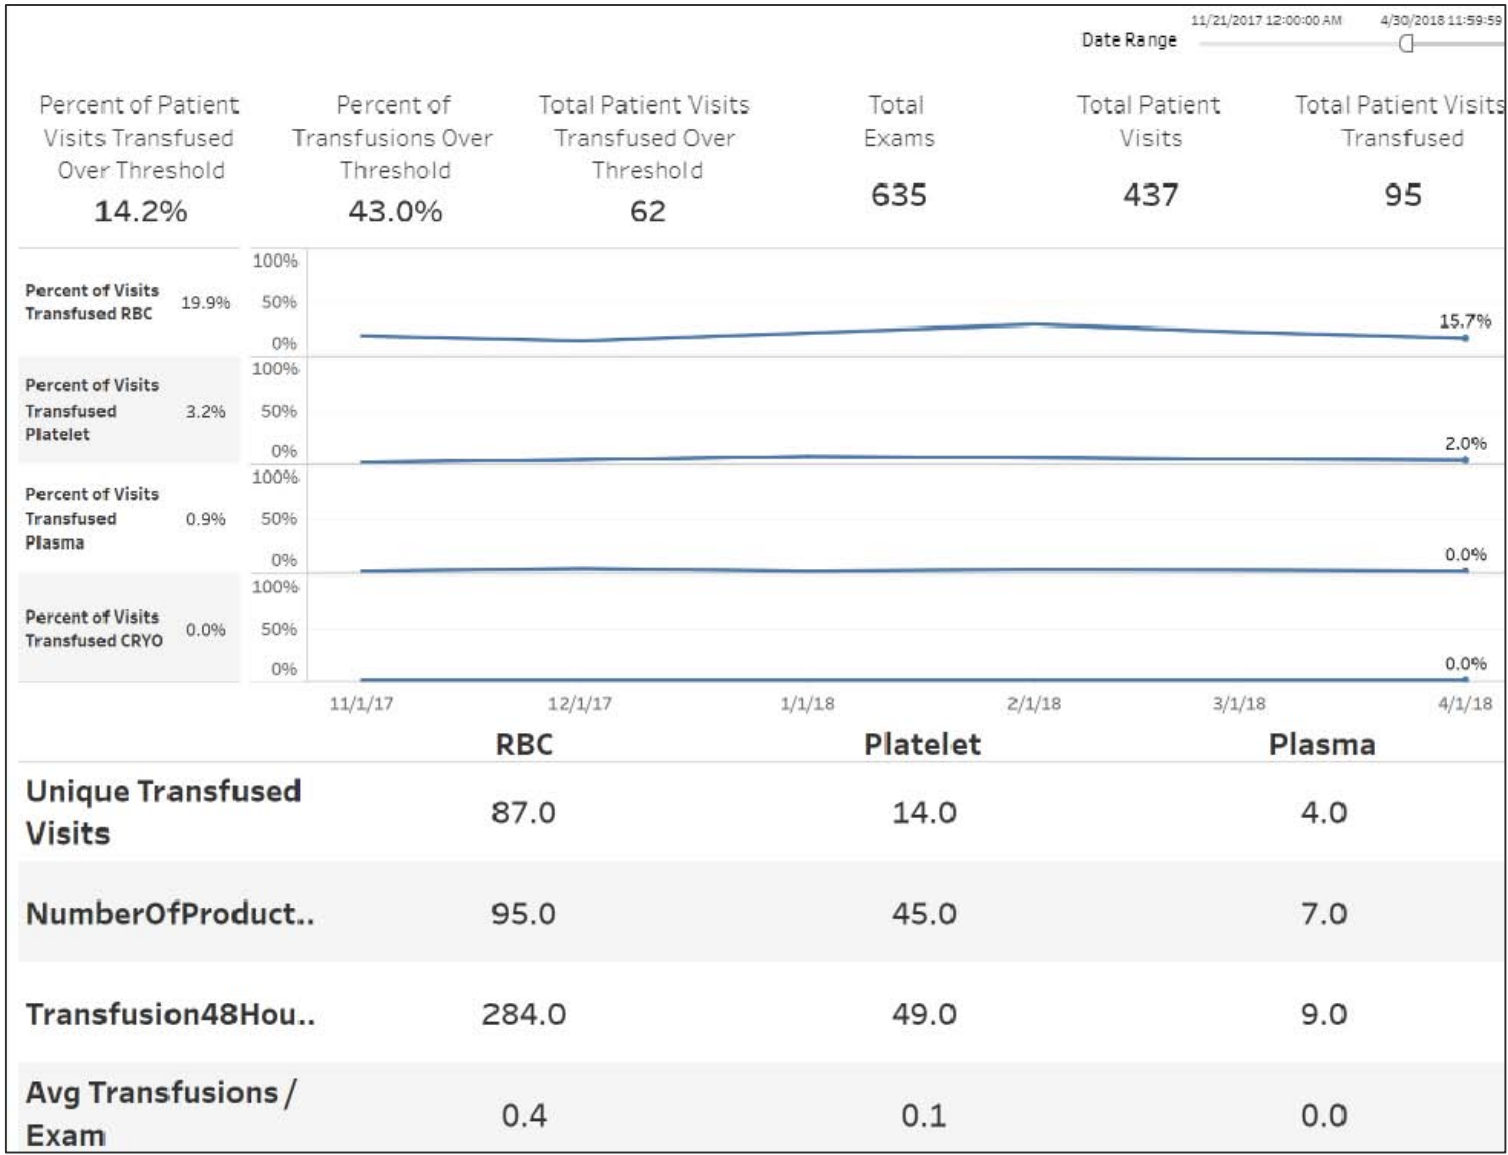 11/21/2017 12:00:00 AM 4/30/2018 11:59:59
Date Range
Percent of Patient Visits Transfused Over Threshold
14.2%
Percent of Transfusions Over Threshold
43.0%
Total Patient Visits Transfused Over Threshold
62
Total Exams
635
Total Patient Visits
437
Total Patient Visits Transfused
95
Percent of Visits
Transfused RBC
19.9%
100%
50%
0%
15.7%
Percent of Visits
Transfused
Platelet
3.2%
100%
50%
0%
2.0%
Percent of Visits
Transfused
Plasma
0.9%
100%
50%
0%
0.0%
Percent of Visits
Transfused CRYO
0.0%
100%
50%
0%
0.0%
11/1/17 12/1/17 1/1/18 2/1/18 3/1/18 4/1/18
RBC Platelet Plasma
Unique Transfused
Visits
87.0 14.0 4.0
NumberOfProduct.. 95.0 45.0 7.0
Transfusion48Hou.. 284.0 49.0 9.0
Avg Transfusions /
Exam
0.4 0.1 0.0